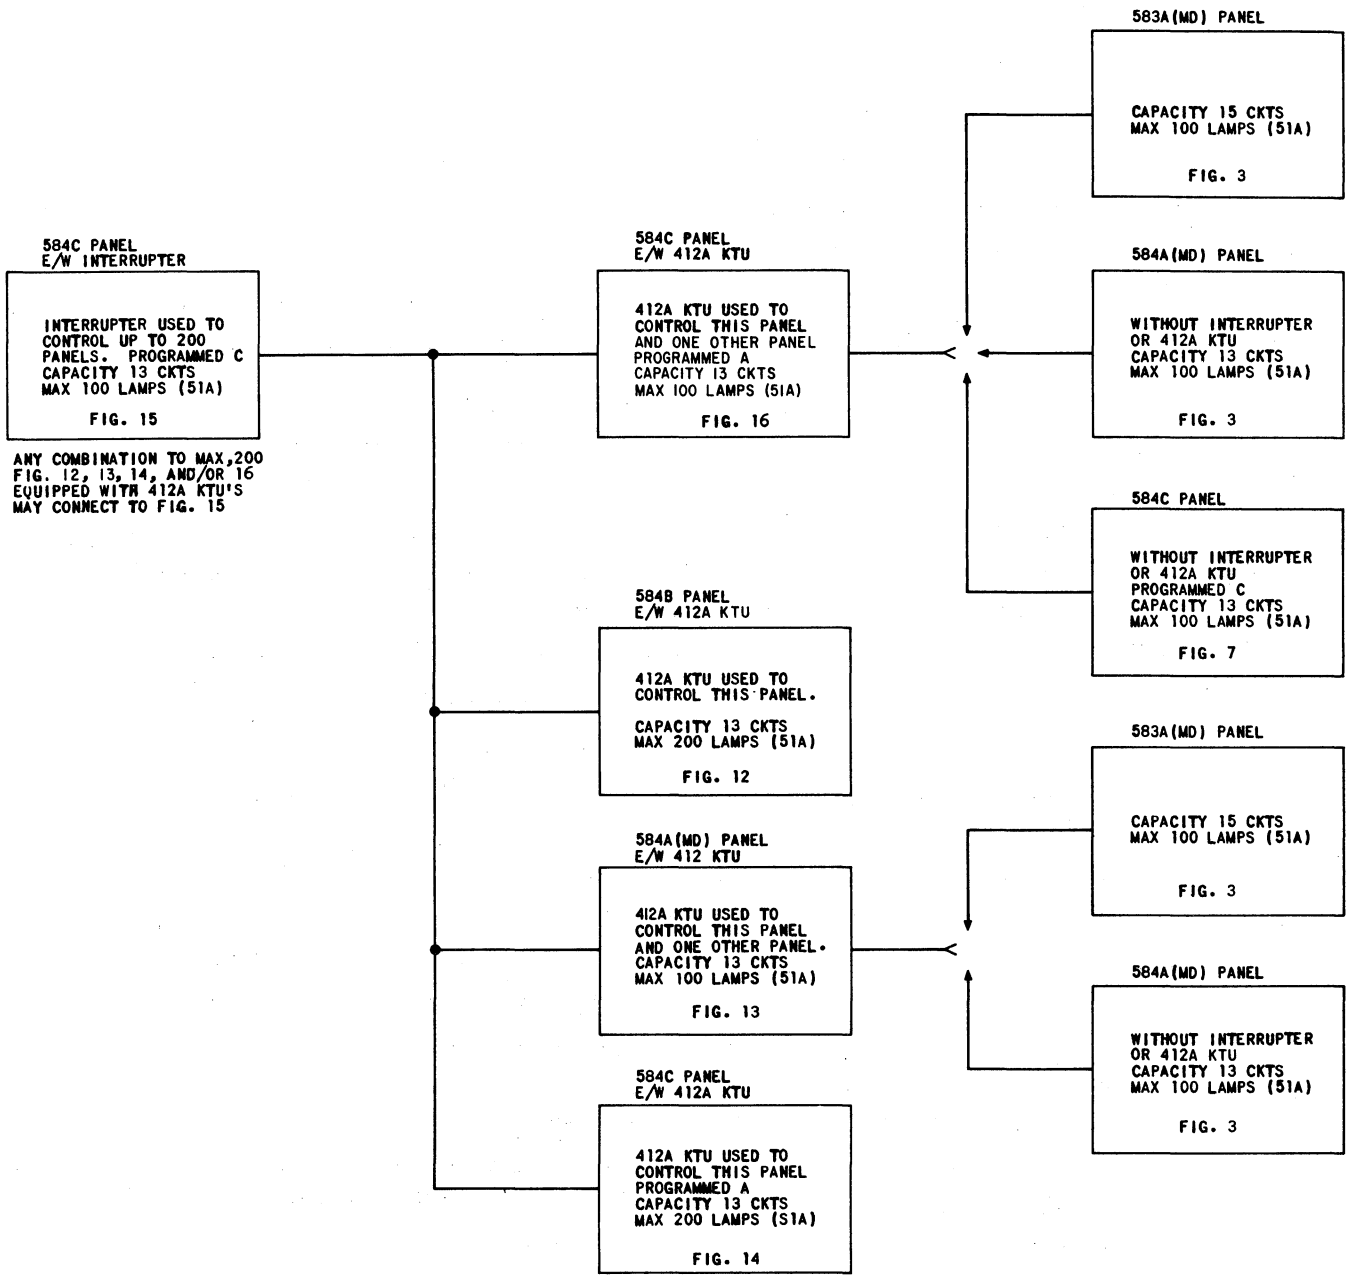 584C PANEL
E/W INTERRUPTER
INTERRUPTER USED TO
CONTROL UP TO 200
PANELS. PROGRAMMED C
CAPACITY 13 CKTS
MAX 100 LAMPS (51A)
FIG. 15
ANY COMBINATION TO MAX,200
FIG. 12, 13, 14, AND/OR 16
EQUIPPED WITH 412A KTU'S
MAY CONNECT TO FIG. 15
584C PANEL
E/W 412A KTU
412A KTU USED TO
CONTROL THIS PANEL
AND ONE OTHER PANEL
PROGRAMMED A
CAPACITY 13 CKTS
MAX 100 LAMPS (51A)
FIG. 16
584B PANEL
E/W 412A KTU
412A KTU USED TO
CONTROL THIS PANEL.
CAPACITY 13 CKTS
MAX 200 LAMPS (51A)
FIG. 12
584A(MD) PANEL
E/W 412 KTU
412A KTU USED TO
CONTROL THIS PANEL
AND ONE OTHER PANEL.
CAPACITY 13 CKTS
MAX 100 LAMPS (51A)
FIG. 13
584C PANEL
E/W 412A KTU
412A KTU USED TO
CONTROL THIS PANEL
PROGRAMMED A
CAPACITY 13 CKTS
MAX 200 LAMPS (S1A)
FIG. 14
583A(MD) PANEL
CAPACITY 15 CKTS
MAX 100 LAMPS (51A)
FIG. 3
584A(MD) PANEL
WITHOUT INTERRUPTER
OR 412A KTU
CAPACITY 13 CKTS
MAX 100 LAMPS (51A)
FIG. 3
584C PANEL
WITHOUT INTERRUPTER
OR 412A KTU
PROGRAMMED C
CAPACITY 13 CKTS
MAX 100 LAMPS (51A)
FIG. 7
583A(MD) PANEL
CAPACITY 15 CKTS
MAX 100 LAMPS (51A)
FIG. 3
584A(MD) PANEL
WITHOUT INTERRUPTER
OR 412A KTU
CAPACITY 13 CKTS
MAX 100 LAMPS (51A)
FIG. 3